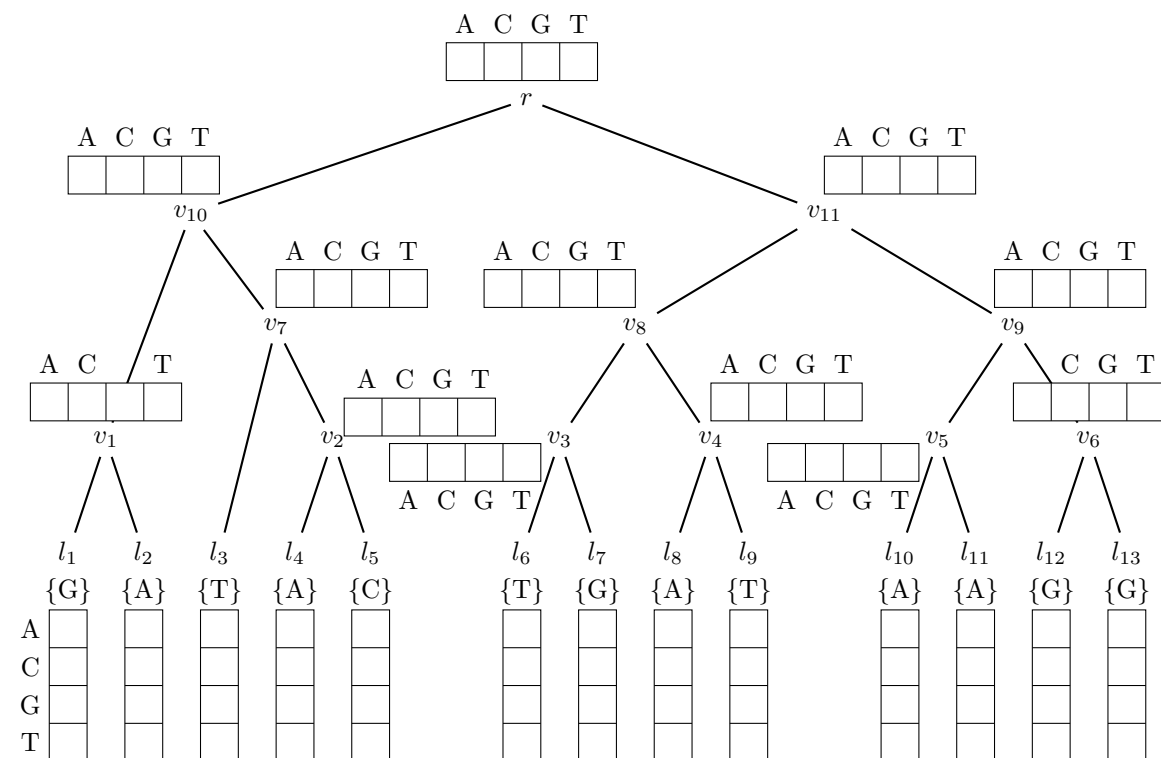 A C G T
r
A C G T
A C G T
v10
v11
A C G T
A C G T
A C G T
v7
v8
v9
A C T
A C G T
A C G T
C G T
v1
v2
v3
v4
v5
v6
A C G T
A C G T
l1 l2 l3 l4 l5 l6 l7 l8 l9 l10 l11 l12 l13
{G} {A} {T} {A} {C} {T} {G} {A} {T} {A} {A} {G} {G}
A
C
G
T